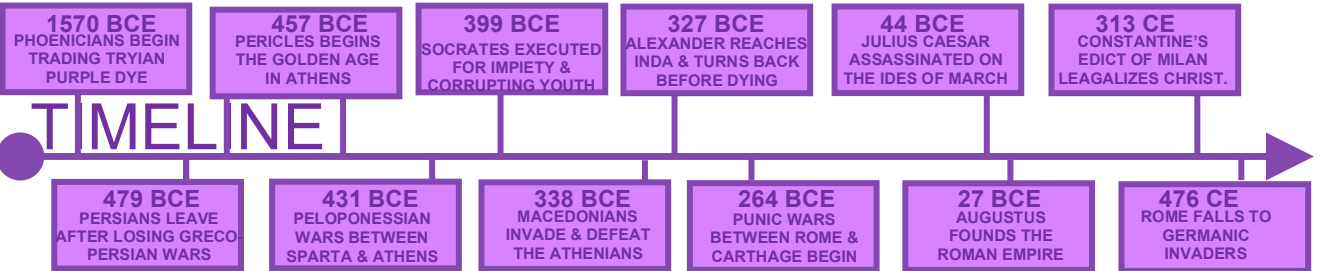 1570 BCE
PHOENICIANS BEGIN
TRADING TRYIAN
PURPLE DYE
457 BCE
PERICLES BEGINS
THE GOLDEN AGE
IN ATHENS
399 BCE
SOCRATES EXECUTED
FOR IMPIETY &
CORRUPTING YOUTH
327 BCE
ALEXANDER REACHES
INDA & TURNS BACK
BEFORE DYING
44 BCE
JULIUS CAESAR
ASSASSINATED ON
THE IDES OF MARCH
313 CE
CONSTANTINE'S
EDICT OF MILAN
LEAGALIZES CHRIST.
TIMELINE
479 BCE
PERSIANS LEAVE
AFTER LOSING GRECO-
PERSIAN WARS
431 BCE
PELOPONESSIAN
WARS BETWEEN
SPARTA & ATHENS
338 BCE
MACEDONIANS
INVADE & DEFEAT
THE ATHENIANS
264 BCE
PUNIC WARS
BETWEEN ROME &
CARTHAGE BEGIN
27 BCE
AUGUSTUS
FOUNDS THE
ROMAN EMPIRE
476 CE
ROME FALLS TO
GERMANIC
INVADERS